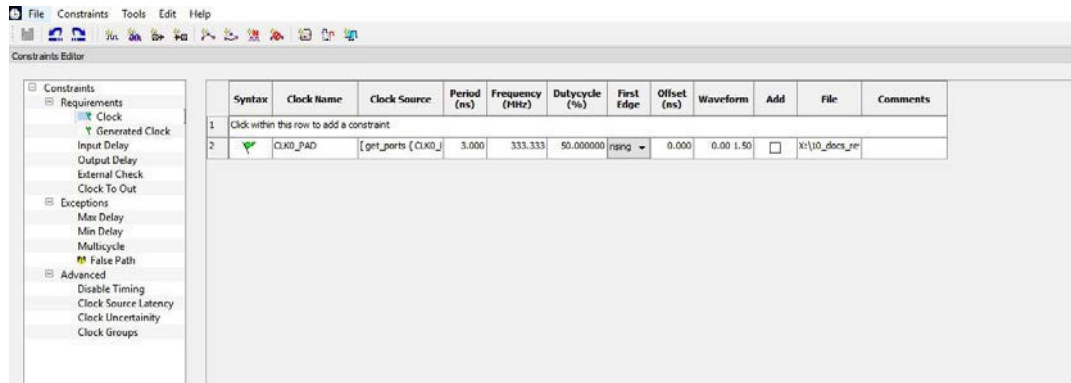 File Constraints Tools Edit Help
Constraints Editor
Constraints
Requirements
Clock
Generated Clock
Input Delay
Output Delay
External Check
Clock To Out
Exceptions
Max Delay
Min Delay
Multicycle
False Path
Advanced
Disable Timing
Clock Source Latency
Clock Uncertainity
Clock Groups
Syntax Clock Name Clock Source Period (ns) Frequency (MHz) Dutycycle (%) First Edge Offset (ns) Waveform Add File Comments
1 Click within this row to add a constraint
2 CLK0_PAD [ get_ports { CLK0_ 3.000 333.333 50.000000 rising 0.000 0.00 1.50 X:\10_docs_re